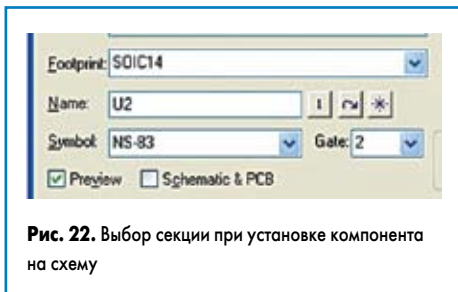 Footprint: SOIC14
Name: U2
Symbol: NS-83 Gate: 2
Preview Schematic & PCB
Рис. 22. Выбор секции при установке компонента
на схему